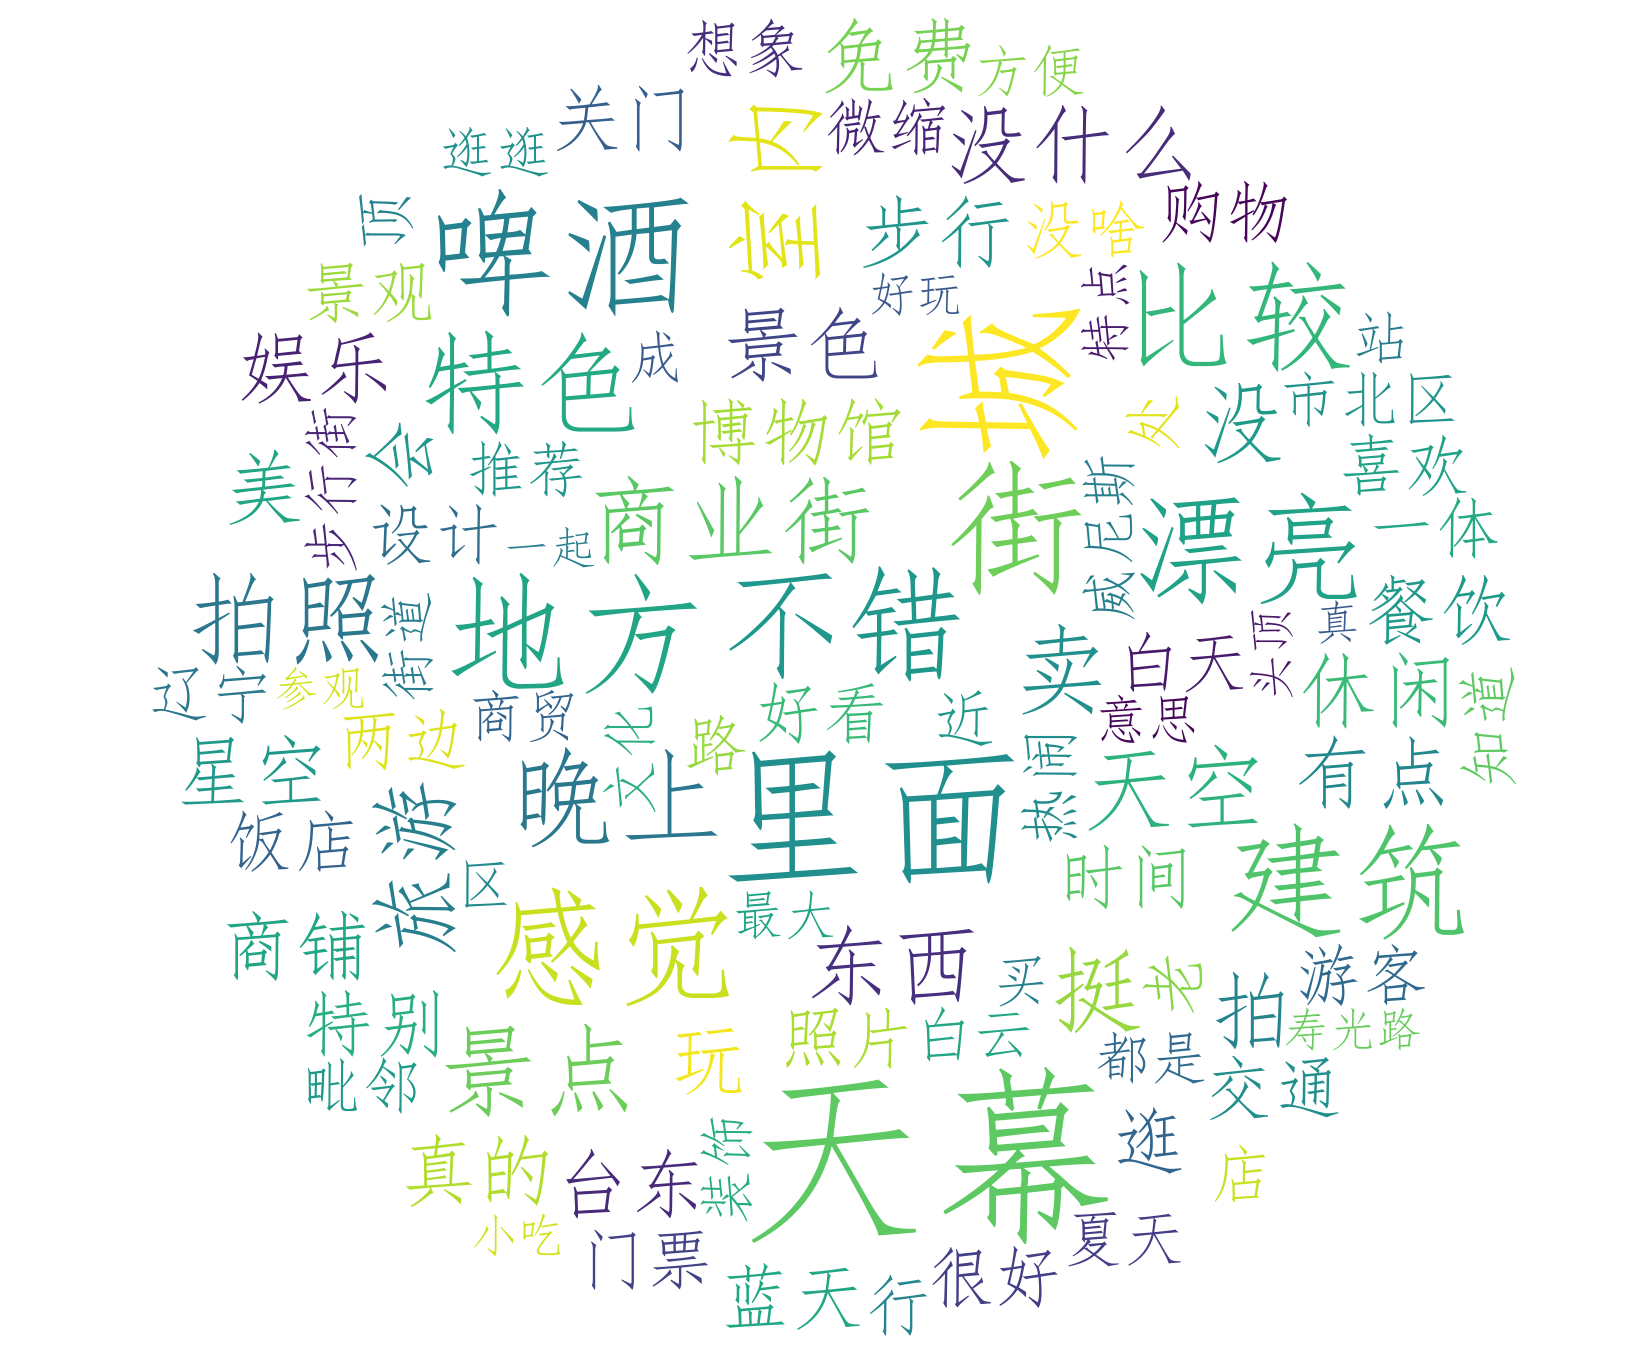 想象
免费
方便
关门
室内
微缩
没什么
逛逛
啤酒
步行
没啥
购物
顶
景观
好玩
特点
比较
娱乐
特色
成
景色
城
站
步行街
会
推荐
博物馆
处
没
市北区
美
设计
一起
商业街
街
威尼斯
漂亮
喜欢
一体
拍照
街道
地方
不错
卖
白天
头顶
真
餐饮
辽宁
参观
商贸
文化
路
好看
近
意思
休闲
知道
星空
两边
晚上
里面
热闹
天空
有点
饭店
旅游
区
最大
时间
建筑
商铺
感觉
东西
买
挺
老
拍
游客
特别
景点
玩
照片
白云
都是
寿光路
毗邻
交通
天幕
逛
店
真的
台东
装饰
小吃
门票
蓝天
行
很好
夏天